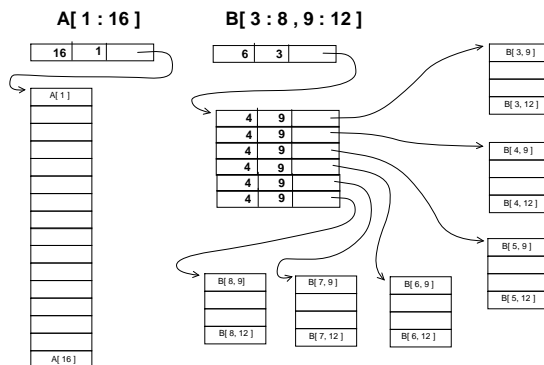 A[ 1 : 16 ]
B[ 3 : 8 , 9 : 12 ]
16 1
6 3
A[ 1 ]
A[ 16 ]
4 9
4 9
4 9
4 9
4 9
4 9
B[ 3, 9 ]
B[ 3, 12 ]
B[ 4, 9 ]
B[ 4, 12 ]
B[ 5, 9 ]
B[ 5, 12 ]
B[ 8, 9]
B[ 8, 12 ]
B[ 7, 9 ]
B[ 7, 12 ]
B[ 6, 9 ]
B[ 6, 12 ]